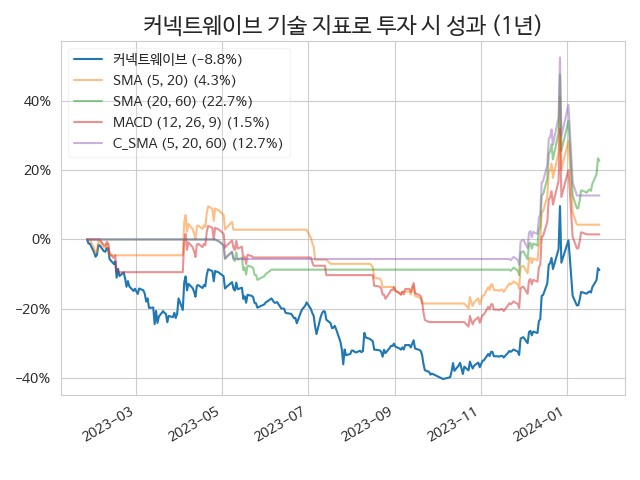 커넥트웨이브 기술 지표로 투자 시 성과 (1년)
커넥트웨이브 (-8.8%)
SMA (5, 20) (4.3%)
SMA (20, 60) (22.7%)
MACD (12, 26, 9) (1.5%)
C_SMA (5, 20, 60) (12.7%)
40%
20%
0%
-20%
-40%
2023-03
2023-05
2023-07
2023-09
2023-11
2024-01